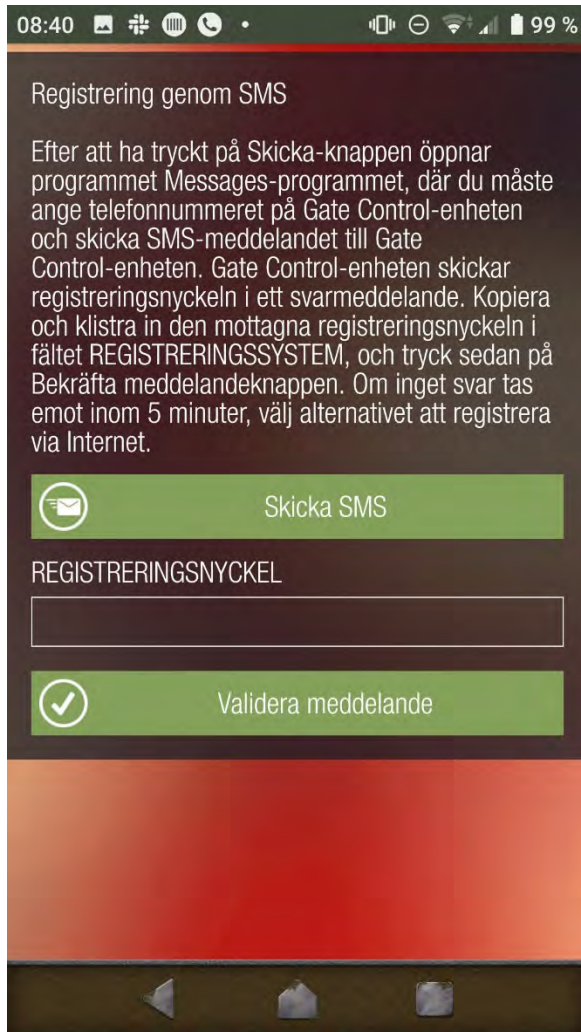 08:40
99 %
Registrering genom SMS
Efter att ha tryckt på Skicka-knappen öppnar
programmet Messages-programmet, där du måste
ange telefonnummeret på Gate Control-enheten
och skicka SMS-meddelandet till Gate
Control-enheten. Gate Control-enheten skickar
registreringsnyckeln i ett svarmeddelande. Kopiera
och klistra in den mottagna registreringsnyckeln i
fältet REGISTRERINGSSYSTEM, och tryck sedan på
Bekräfta meddelandeknappen. Om inget svar tas
emot inom 5 minuter, välj alternativet att registrera
via Internet.
Skicka SMS
REGISTRERINGSNYCKEL
Validera meddelande